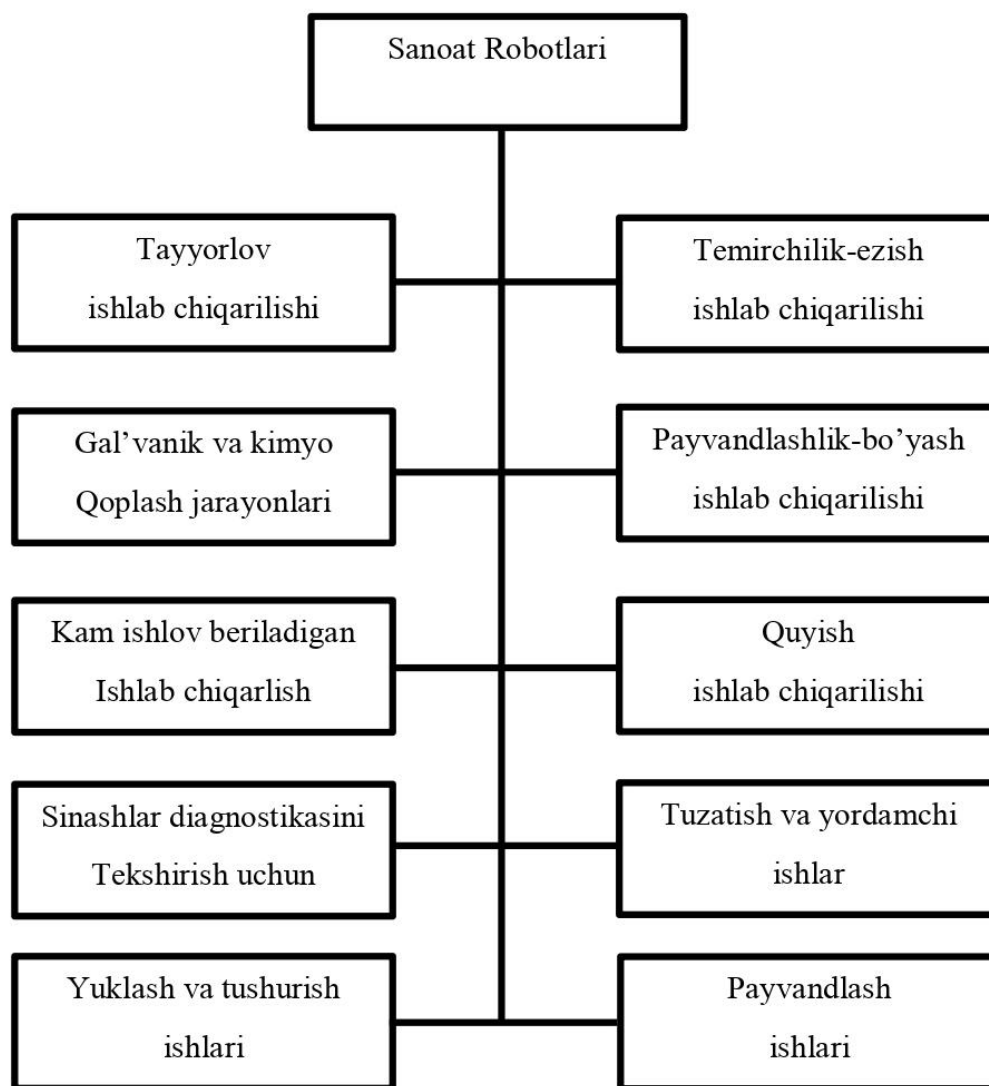 Sanoat Robotlari
Tayyorlov
ishlab chiqarilishi
Temirchilik-ezish
ishlab chiqarilishi
Gal’vanik va kimyo
Qoplash jarayonlari
Payvandlashlik-bo’yash
ishlab chiqarilishi
Kam ishlov beriladigan
Ishlab chiqarlish
Quyish
ishlab chiqarilishi
Sinashlar diagnostikasini
Tekshirish uchun
Tuzatish va yordamchi
ishlar
Yuklash va tushurish
ishlari
Payvandlash
ishlari